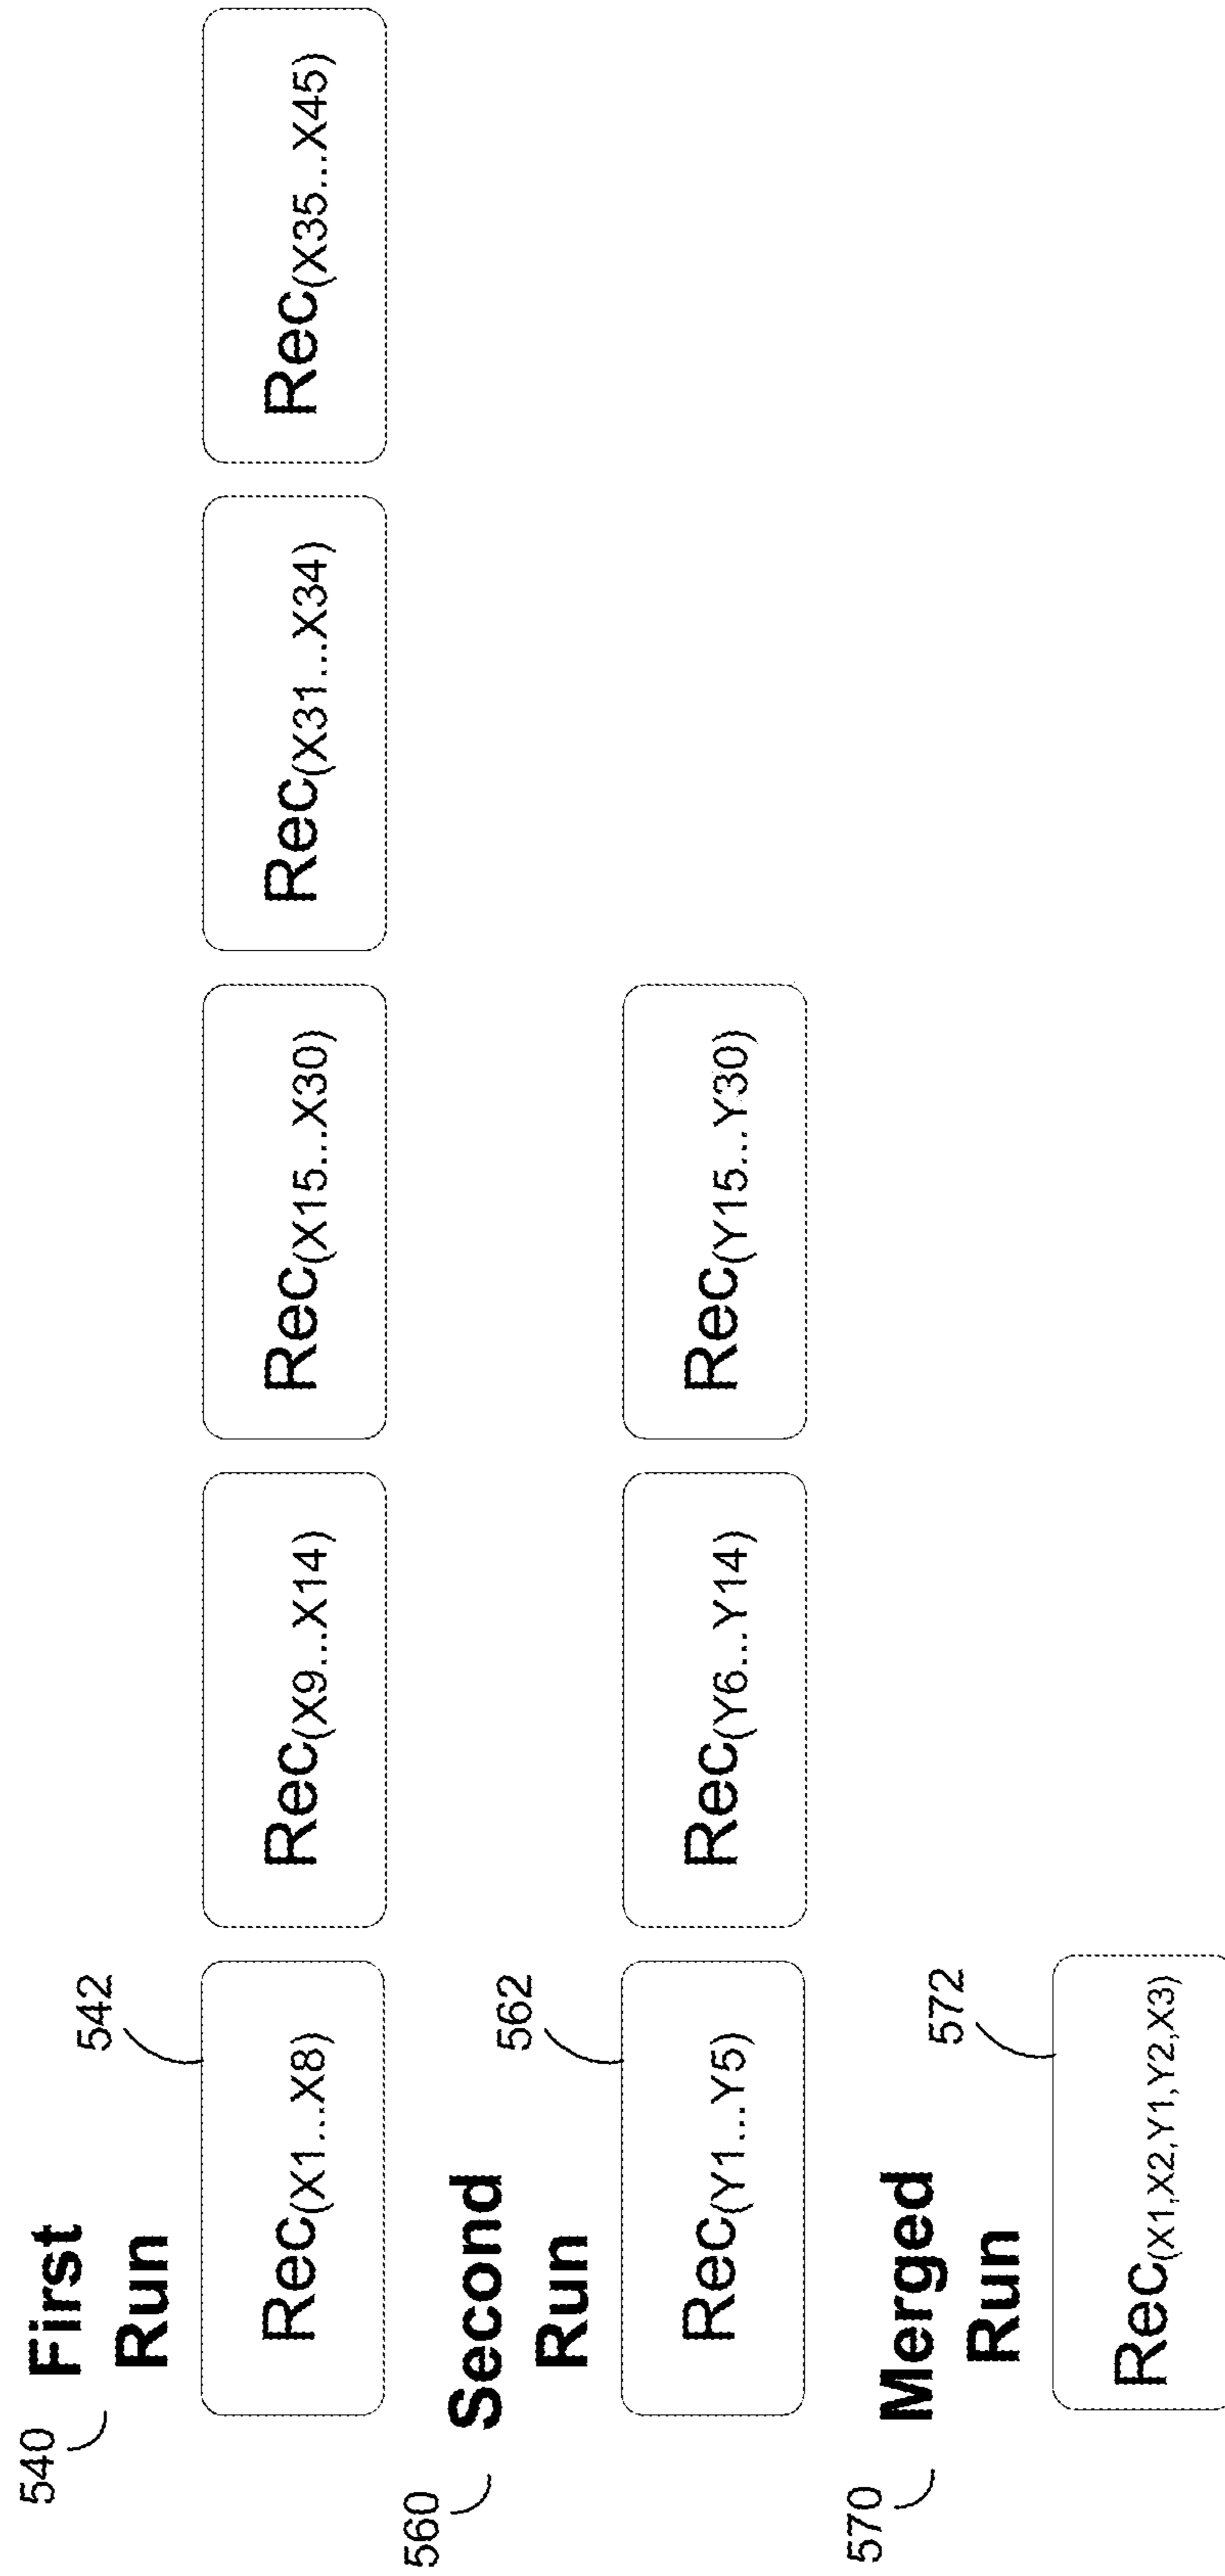 540
First
Run
542
Rec(X1...X8)
Rec(X9...X14)
Rec(X15...X30)
Rec(X31...X34)
Rec(X35...X45)
560
Second
Run
562
Rec(Y1...Y5)
Rec(Y6...Y14)
Rec(Y15...Y30)
570
Merged
Run
572
Rec(X1,X2,Y1,Y2,X3)